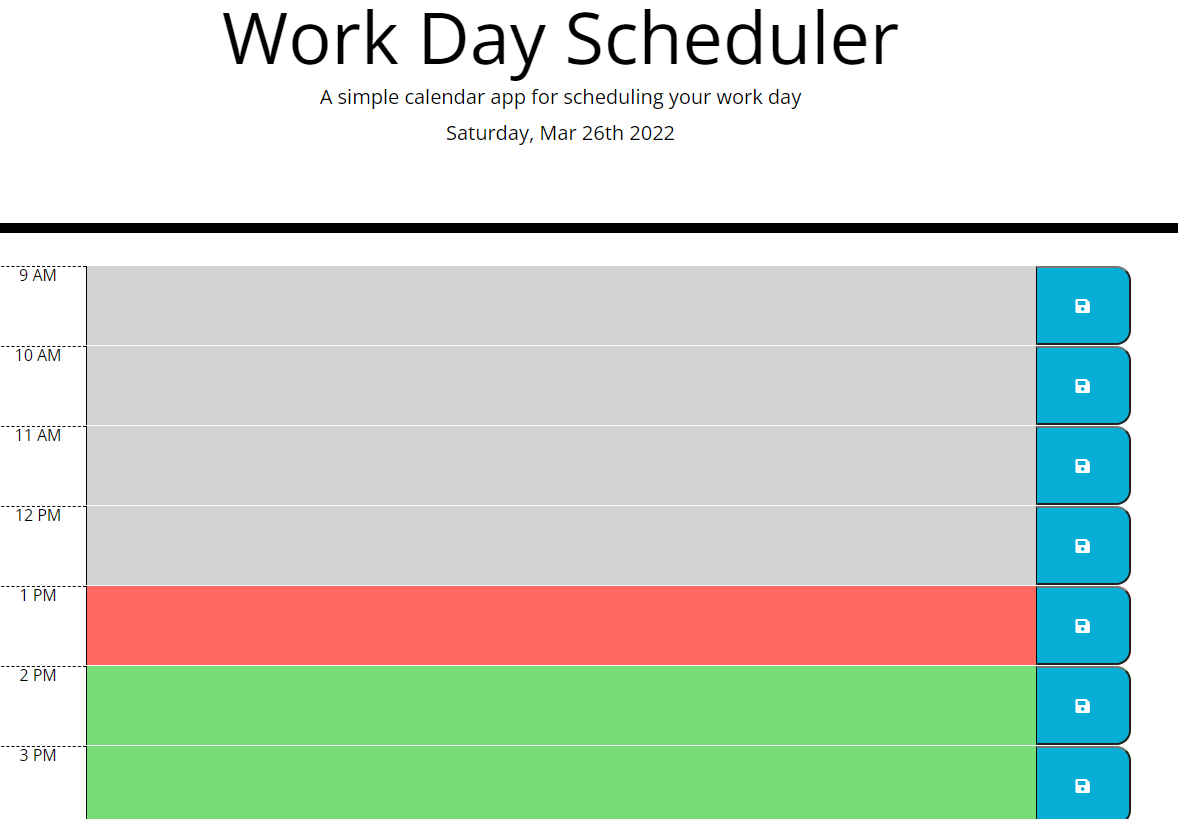 Work Day Scheduler
A simple calendar app for scheduling your work day
Saturday, Mar 26th 2022
9 AM
10 AM
11 AM
12 PM
1 PM
2 PM
3 PM